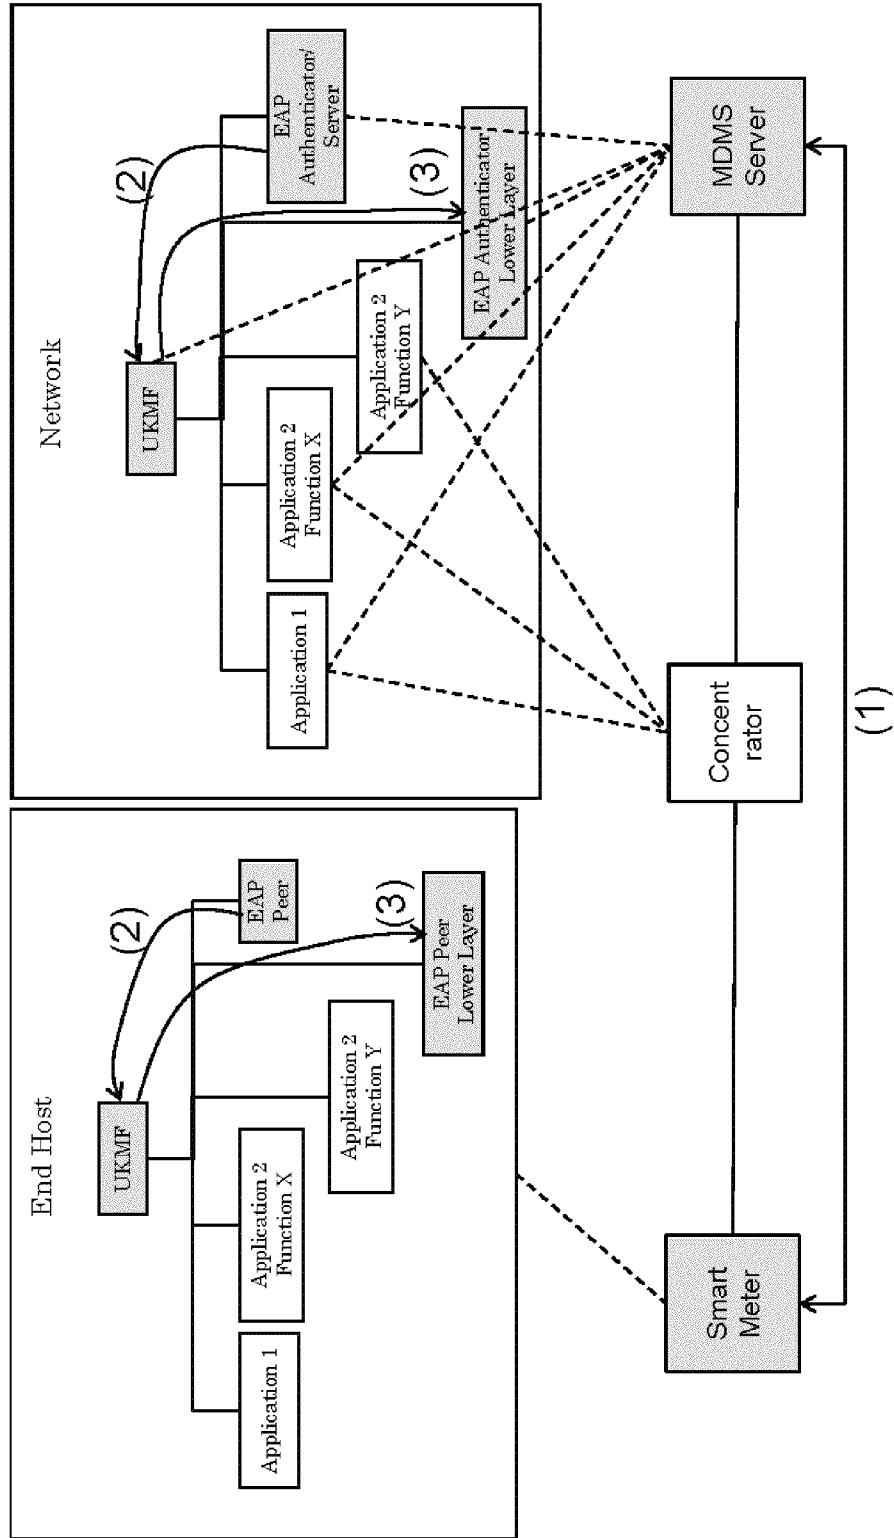 End Host
UKMF
(2)
EAP
Peer
(3)
EAP Peer
Lower Layer
Application 2
Function Y
Application 2
Function X
Application 1
Network
UKMF
(2)
EAP
Authenticator/
Server
(3)
EAP Authenticator
Lower Layer
Application 2
Function Y
Application 2
Function X
Application 1
Smart
Meter
Concent
rator
MDMS
Server
(1)